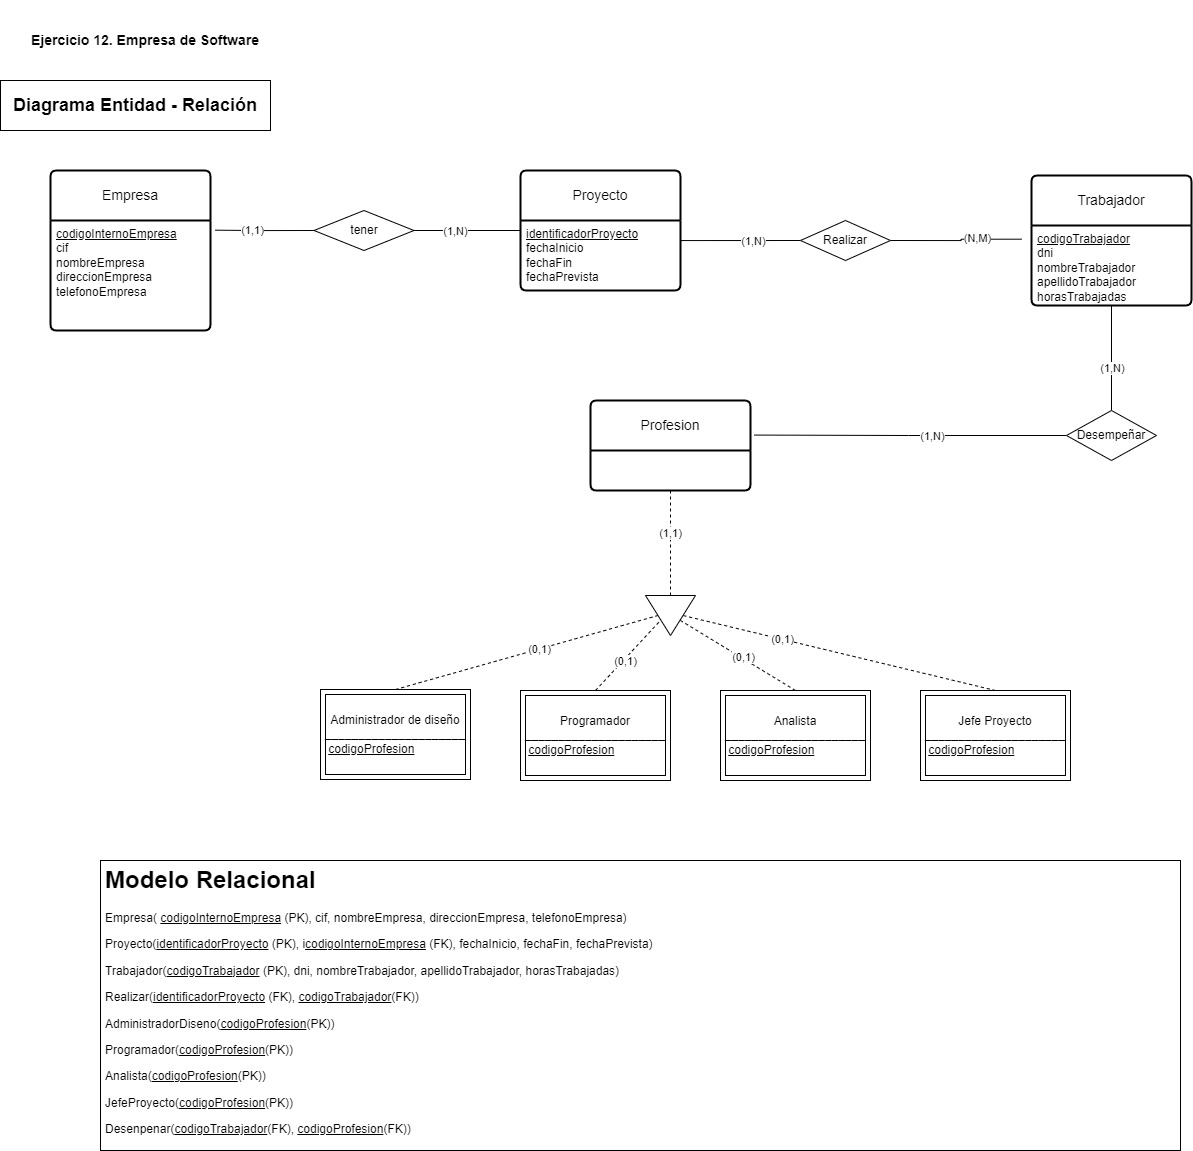 Ejercicio 12. Empresa de Software
Diagrama Entidad - Relación
Empresa
codigoInternoEmpresa
cif
nombreEmpresa
direccionEmpresa
telefonoEmpresa
(1,1)
tener
(1,N)
Proyecto
identificadorProyecto
fechaInicio
fechaFin
fechaPrevista
(1,N)
Realizar
(N,M)
Trabajador
codigoTrabajador
dni
nombreTrabajador
apellidoTrabajador
horasTrabajadas
(1,N)
Desempeñar
(1,N)
Profesion
(1,1)
(0,1)
(0,1)
(0,1)
(0,1)
Administrador de diseño
codigoProfesion
Programador
codigoProfesion
Analista
codigoProfesion
Jefe Proyecto
codigoProfesion
Modelo Relacional
Empresa( codigoInternoEmpresa (PK), cif, nombreEmpresa, direccionEmpresa, telefonoEmpresa)
Proyecto(identificadorProyecto (PK), icodigoInternoEmpresa (FK), fechaInicio, fechaFin, fechaPrevista)
Trabajador(codigoTrabajador (PK), dni, nombreTrabajador, apellidoTrabajador, horasTrabajadas)
Realizar(identificadorProyecto (FK), codigoTrabajador(FK))
AdministradorDiseno(codigoProfesion(PK))
Programador(codigoProfesion(PK))
Analista(codigoProfesion(PK))
JefeProyecto(codigoProfesion(PK))
Desenpenar(codigoTrabajador(FK), codigoProfesion(FK))